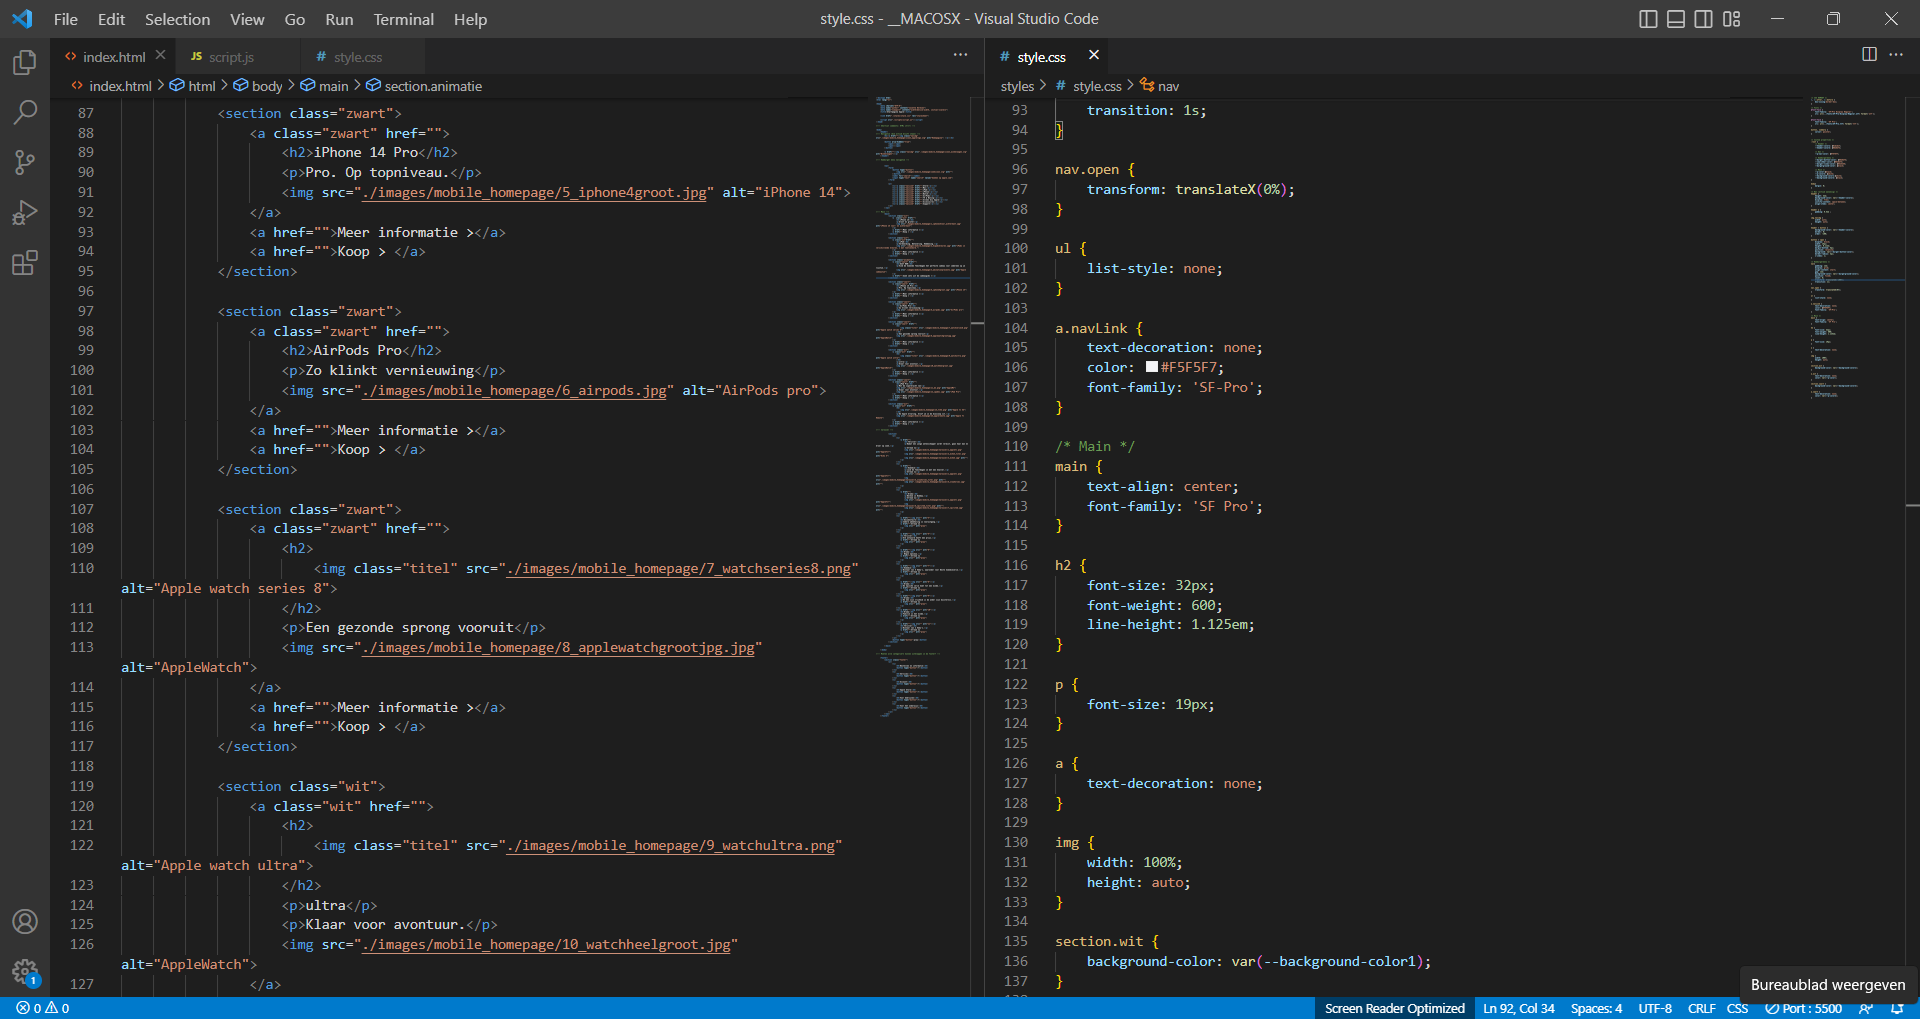 File Edit Selection View Go Run Terminal Help
style.css - __MACOSX - Visual Studio Code
index.html
JS script.js
# style.css
index.html > html > body > main > section.animatie
87 <section class="zwart">
88 <a class="zwart" href="">
89 <h2>iPhone 14 Pro</h2>
90 <p>Pro. Op topniveau.</p>
91 <img src="./images/mobile_homepage/5_iphone4groot.jpg" alt="iPhone 14">
92 </a>
93 <a href="">Meer informatie ></a>
94 <a href="">Koop > </a>
95 </section>
96
97 <section class="zwart">
98 <a class="zwart" href="">
99 <h2>AirPods Pro</h2>
100 <p>Zo klinkt vernieuwing</p>
101 <img src="./images/mobile_homepage/6_airpods.jpg" alt="AirPods pro">
102 </a>
103 <a href="">Meer informatie ></a>
104 <a href="">Koop > </a>
105 </section>
106
107 <section class="zwart">
108 <a class="zwart" href="">
109 <h2>
110 <img class="titel" src="./images/mobile_homepage/7_watchseries8.png"
alt="Apple watch series 8">
111 </h2>
112 <p>Een gezonde sprong vooruit</p>
113 <img src="./images/mobile_homepage/8_applewatchgrootjpg.jpg"
alt="AppleWatch">
114 </a>
115 <a href="">Meer informatie ></a>
116 <a href="">Koop > </a>
117 </section>
118
119 <section class="wit">
120 <a class="wit" href="">
121 <h2>
122 <img class="titel" src="./images/mobile_homepage/9_watchultra.png"
alt="Apple watch ultra">
123 </h2>
124 <p>ultra</p>
125 <p>Klaar voor avontuur.</p>
126 <img src="./images/mobile_homepage/10_watchheelgroot.jpg"
alt="AppleWatch">
127 </a>
# style.css
styles > # style.css > nav
93 transition: 1s;
94 }
95
96 nav.open {
97 transform: translateX(0%);
98 }
99
100 ul {
101 list-style: none;
102 }
103
104 a.navLink {
105 text-decoration: none;
106 color: #F5F5F7;
107 font-family: 'SF-Pro';
108 }
109
110 /* Main */
111 main {
112 text-align: center;
113 font-family: 'SF Pro';
114 }
115
116 h2 {
117 font-size: 32px;
118 font-weight: 600;
119 line-height: 1.125em;
120 }
121
122 p {
123 font-size: 19px;
124 }
125
126 a {
127 text-decoration: none;
128 }
129
130 img {
131 width: 100%;
132 height: auto;
133 }
134
135 section.wit {
136 background-color: var(--background-color1);
137 }
Bureaublad weergeven
1
0 0
Screen Reader Optimized Ln 92, Col 34 Spaces: 4 UTF-8 CRLF CSS Port : 5500